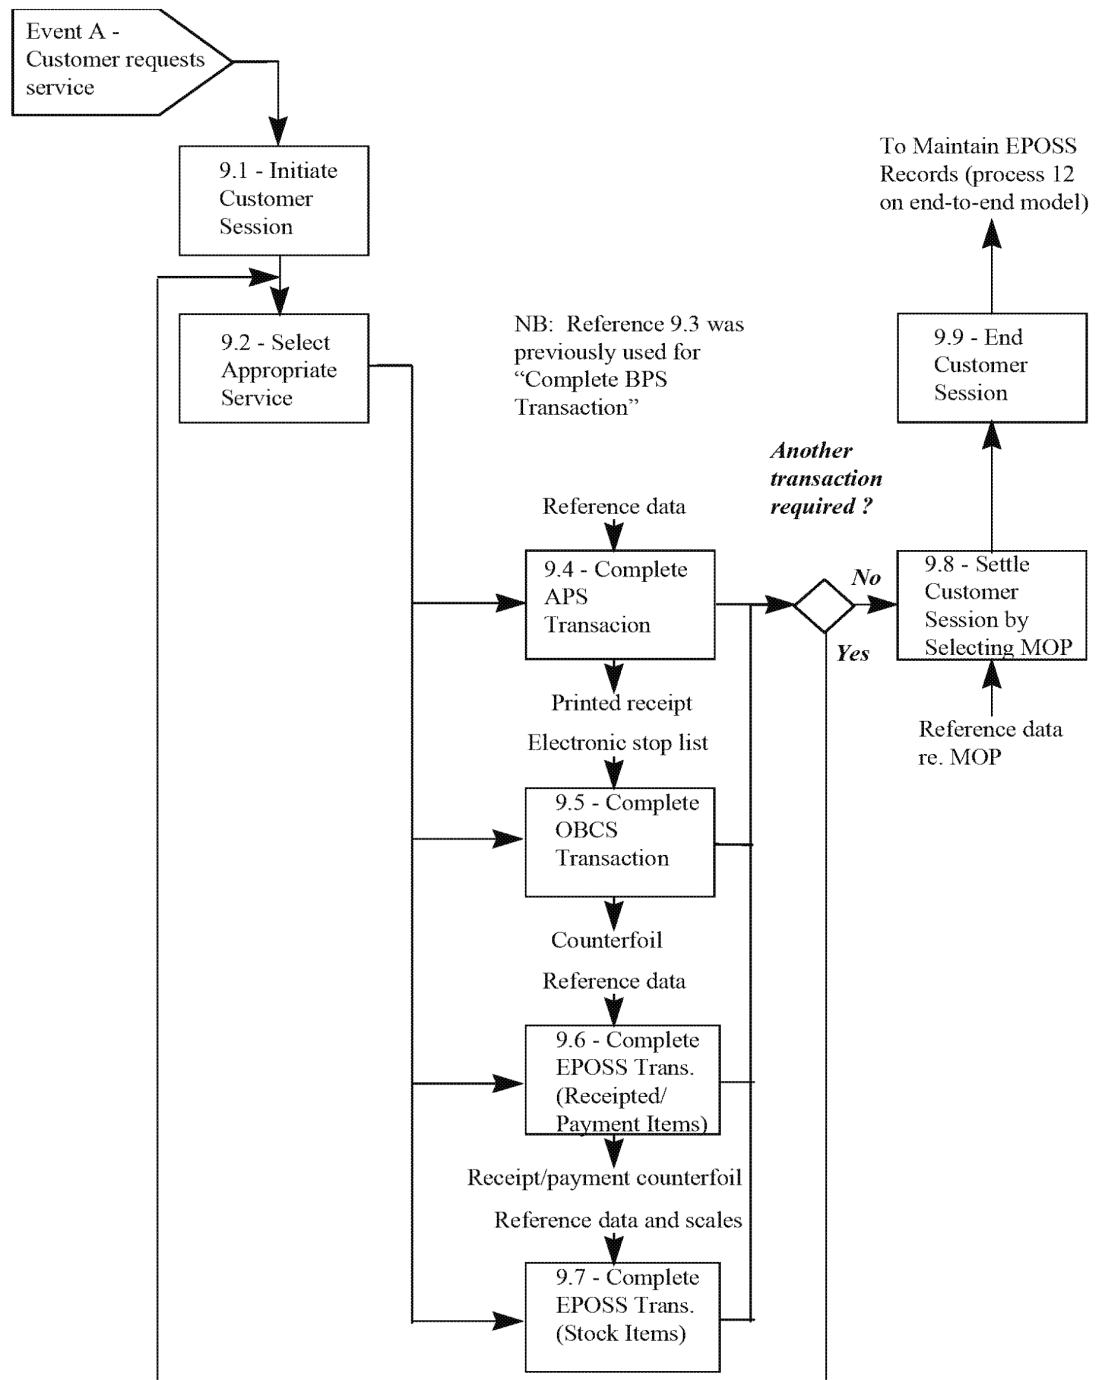 Event A -
Customer requests
service
9.1 - Initiate
Customer
Session
9.2 - Select
Appropriate
Service
NB:  Reference 9.3 was
previously used for
“Complete BPS
Transaction”
To Maintain EPOSS
Records (process 12
on end-to-end model)
9.9 - End
Customer
Session
Another
transaction
required ?
Reference data
9.4 - Complete
APS
Transacion
Printed receipt
No
Yes
9.8 - Settle
Customer
Session by
Selecting MOP
Reference data
re. MOP
Electronic stop list
9.5 - Complete
OBCS
Transaction
Counterfoil
Reference data
9.6 - Complete
EPOSS Trans.
(Receipted/
Payment Items)
Receipt/payment counterfoil
Reference data and scales
9.7 - Complete
EPOSS Trans.
(Stock Items)